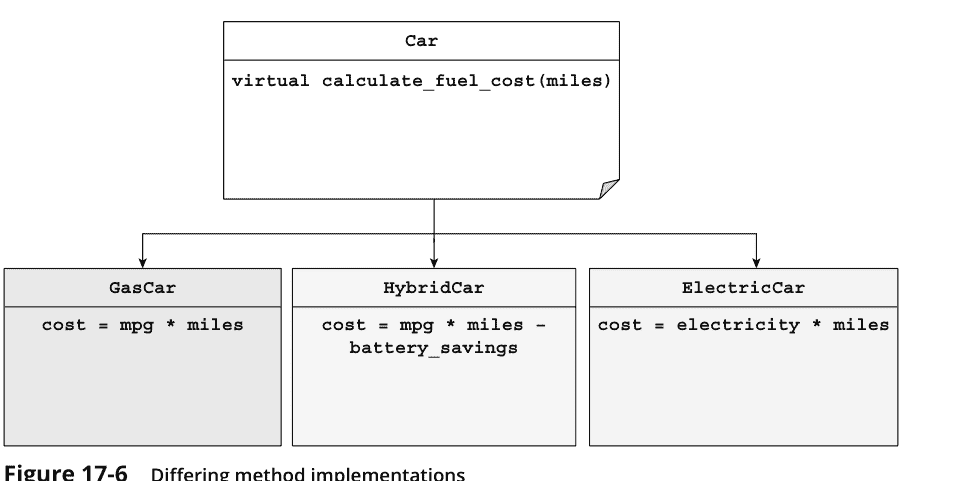 Car
virtual calculate_fuel_cost(miles)
GasCar
cost = mpg * miles
HybridCar
cost = mpg * miles –
battery_savings
ElectricCar
cost = electricity * miles
Figure 17-6 Differing method implementations